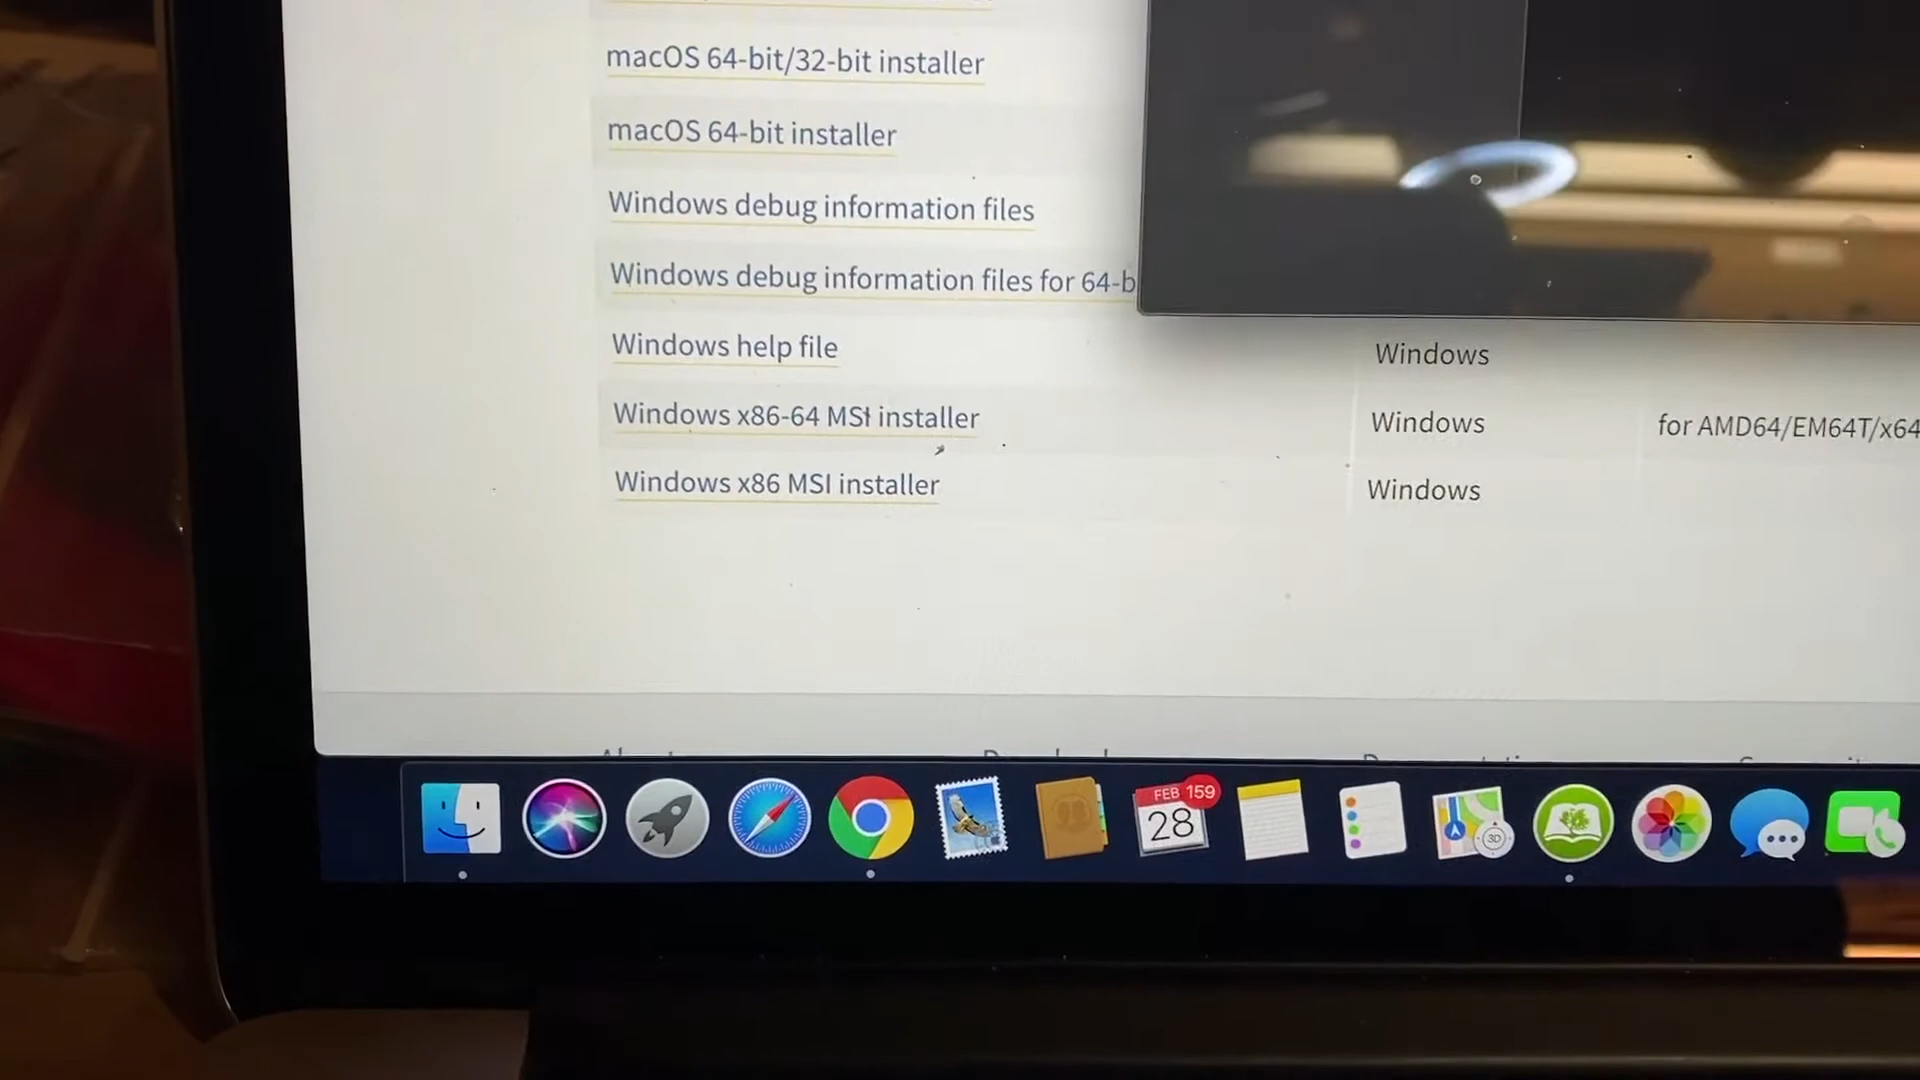 macOS 64-bit/32-bit installer
macOS 64-bit installer
Windows debug information files
Windows debug information files for 64-b
Windows help file Windows
Windows x86-64 MSI installer Windows for AMD64/EM64T/x64
Windows x86 MSI installer Windows
FEB 159
28
3D